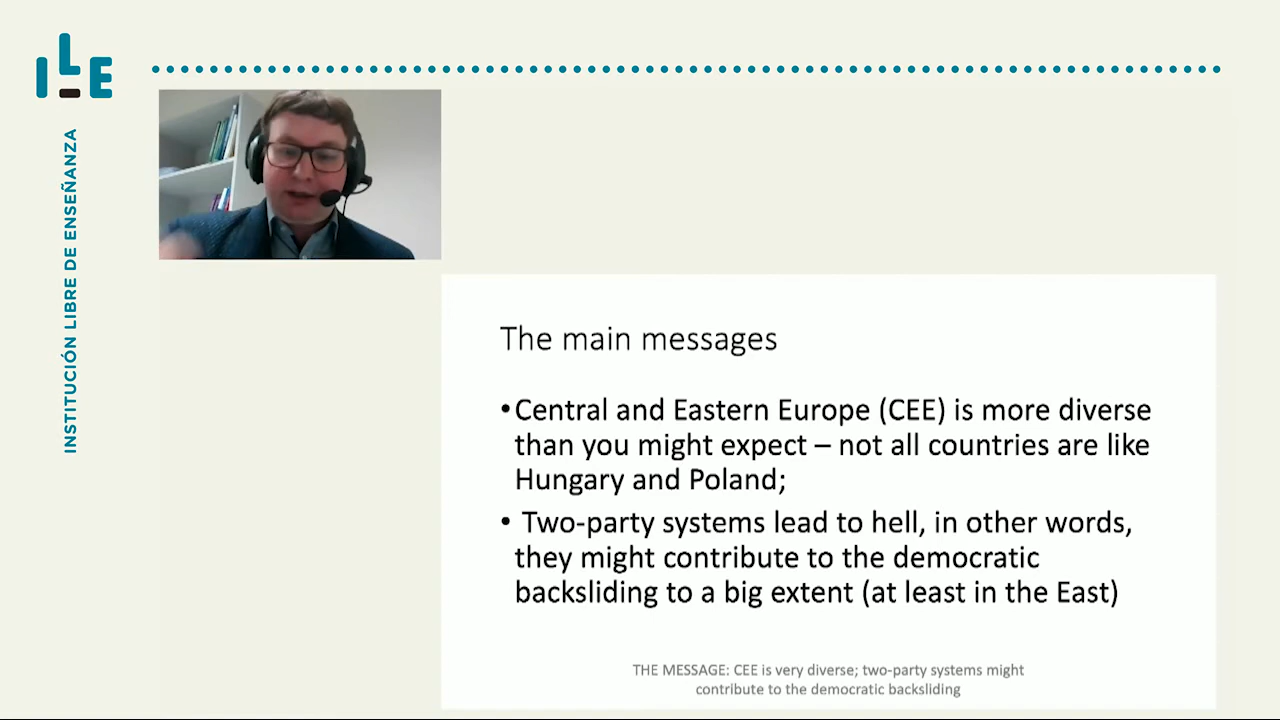 ILE
INSTITUCIÓN LIBRE DE ENSEÑANZA
The main messages
•Central and Eastern Europe (CEE) is more diverse
than you might expect – not all countries are like
Hungary and Poland;
• Two-party systems lead to hell, in other words,
they might contribute to the democratic
backsliding to a big extent (at least in the East)
THE MESSAGE: CEE is very diverse; two-party systems might
contribute to the democratic backsliding